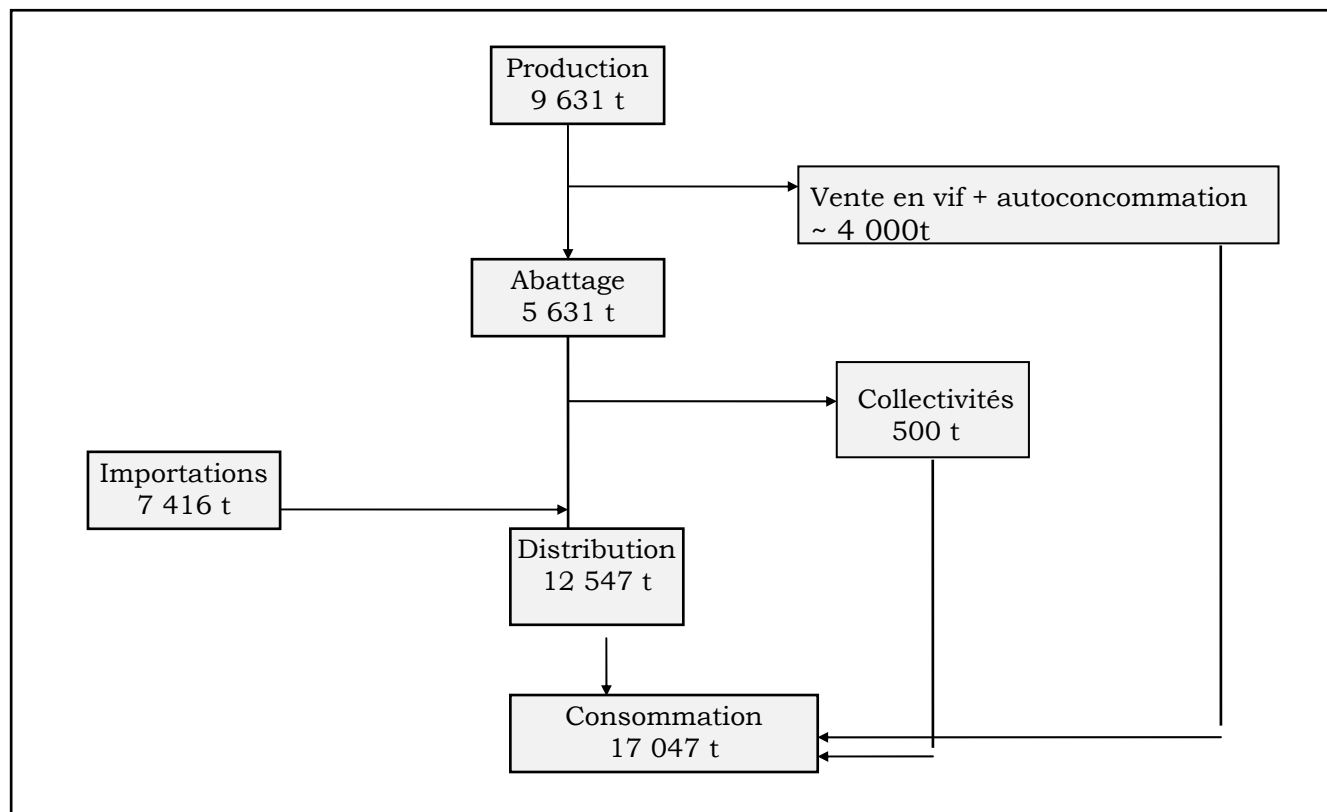 Production
9 631 t
Vente en vif + autoconcommation
~ 4 000t
Abattage
5 631 t
Collectivités
500 t
Importations
7 416 t
Distribution
12 547 t
Consommation
17 047 t